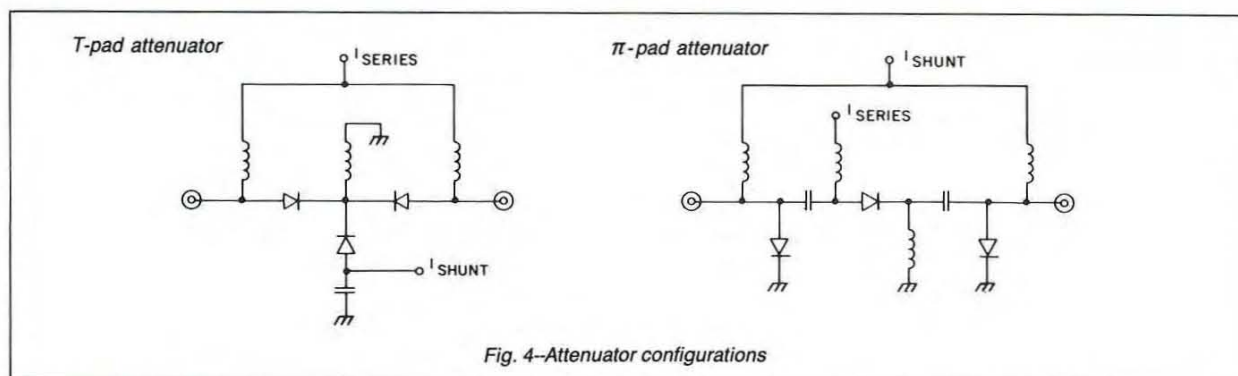 T-pad attenuator
I SERIES
I SHUNT
π-pad attenuator
I SHUNT
I SERIES
Fig. 4--Attenuator configurations